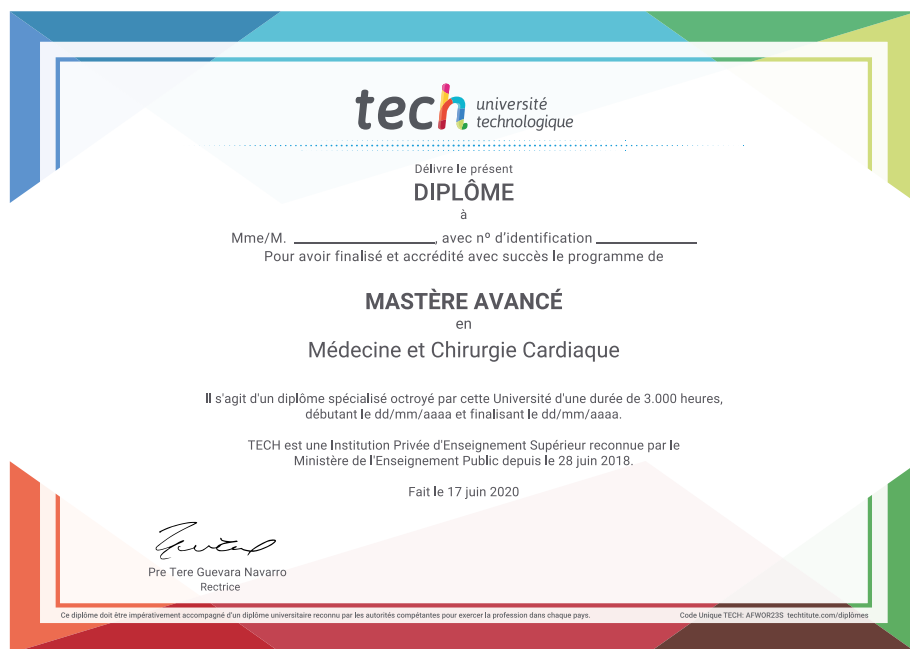 tech université
technologique
Délivre le présent
DIPLÔME
à
Mme/M. ____________, avec nº d'identification ____________
Pour avoir finalisé et accrédité avec succès le programme de
MASTÈRE AVANCÉ
en
Médecine et Chirurgie Cardiaque
Il s'agit d'un diplôme spécialisé octroyé par cette Université d'une durée de 3.000 heures,
débutant le dd/mm/aaaa et finalisant le dd/mm/aaaa.
TECH est une Institution Privée d'Enseignement Supérieur reconnue par le
Ministère de l'Enseignement Public depuis le 28 juin 2018.
Fait le 17 juin 2020
Pre Tere Guevara Navarro
Rectrice
Ce diplôme doit être impérativement accompagné d'un diplôme universitaire reconnu par les autorités compétantes pour exercer la profession dans chaque pays.
Code Unique TECH: AFWOR23S techtitute.com/diplômes